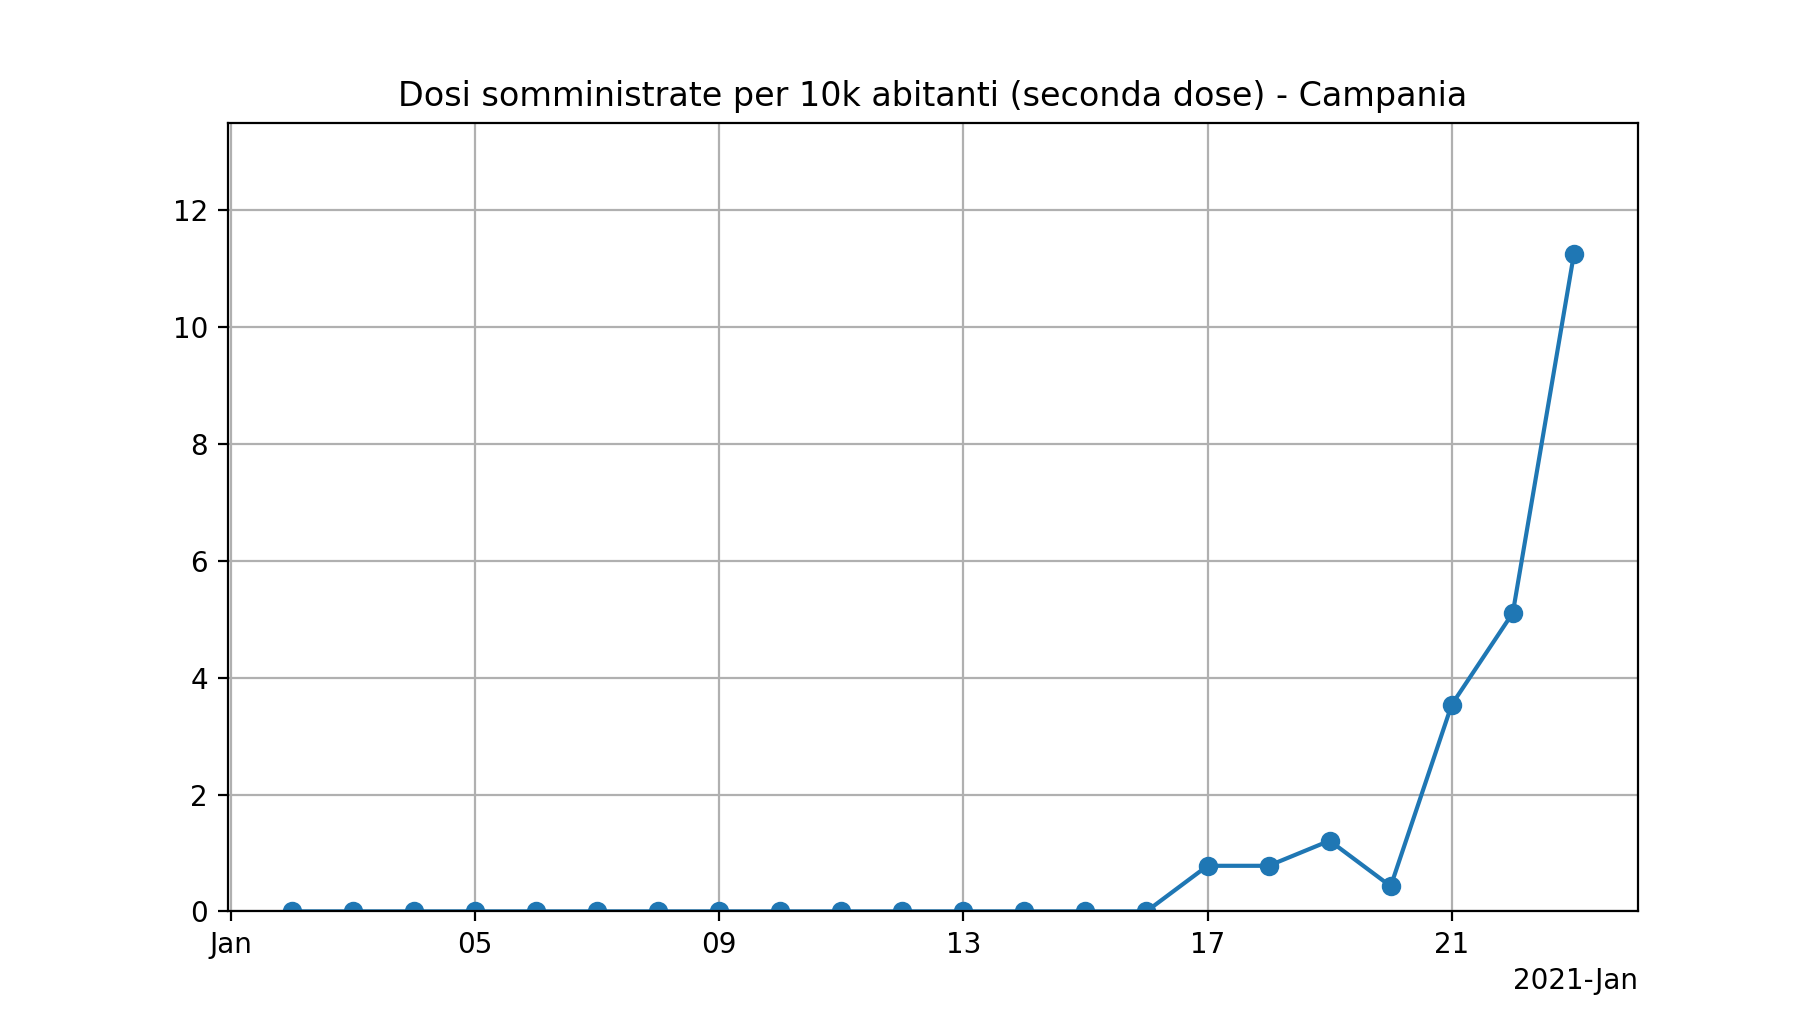 Dosi somministrate per 10k abitanti (seconda dose) - Campania
12
10
8
6
4
2
0
Jan 05 09 13 17 21
2021-Jan